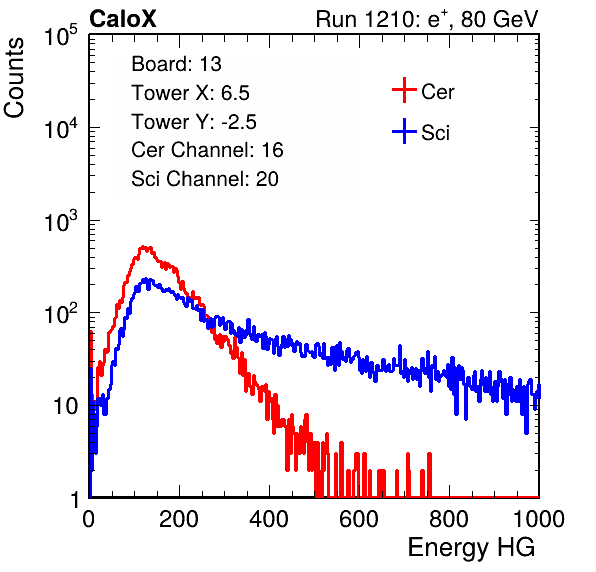 CaloX Run 1210: e⁺, 80 GeV
Counts
10⁵
10⁴
10³
10²
10
1
Board: 13
Tower X: 6.5
Tower Y: -2.5
Cer Channel: 16
Sci Channel: 20
Cer
Sci
0 200 400 600 800 1000
Energy HG